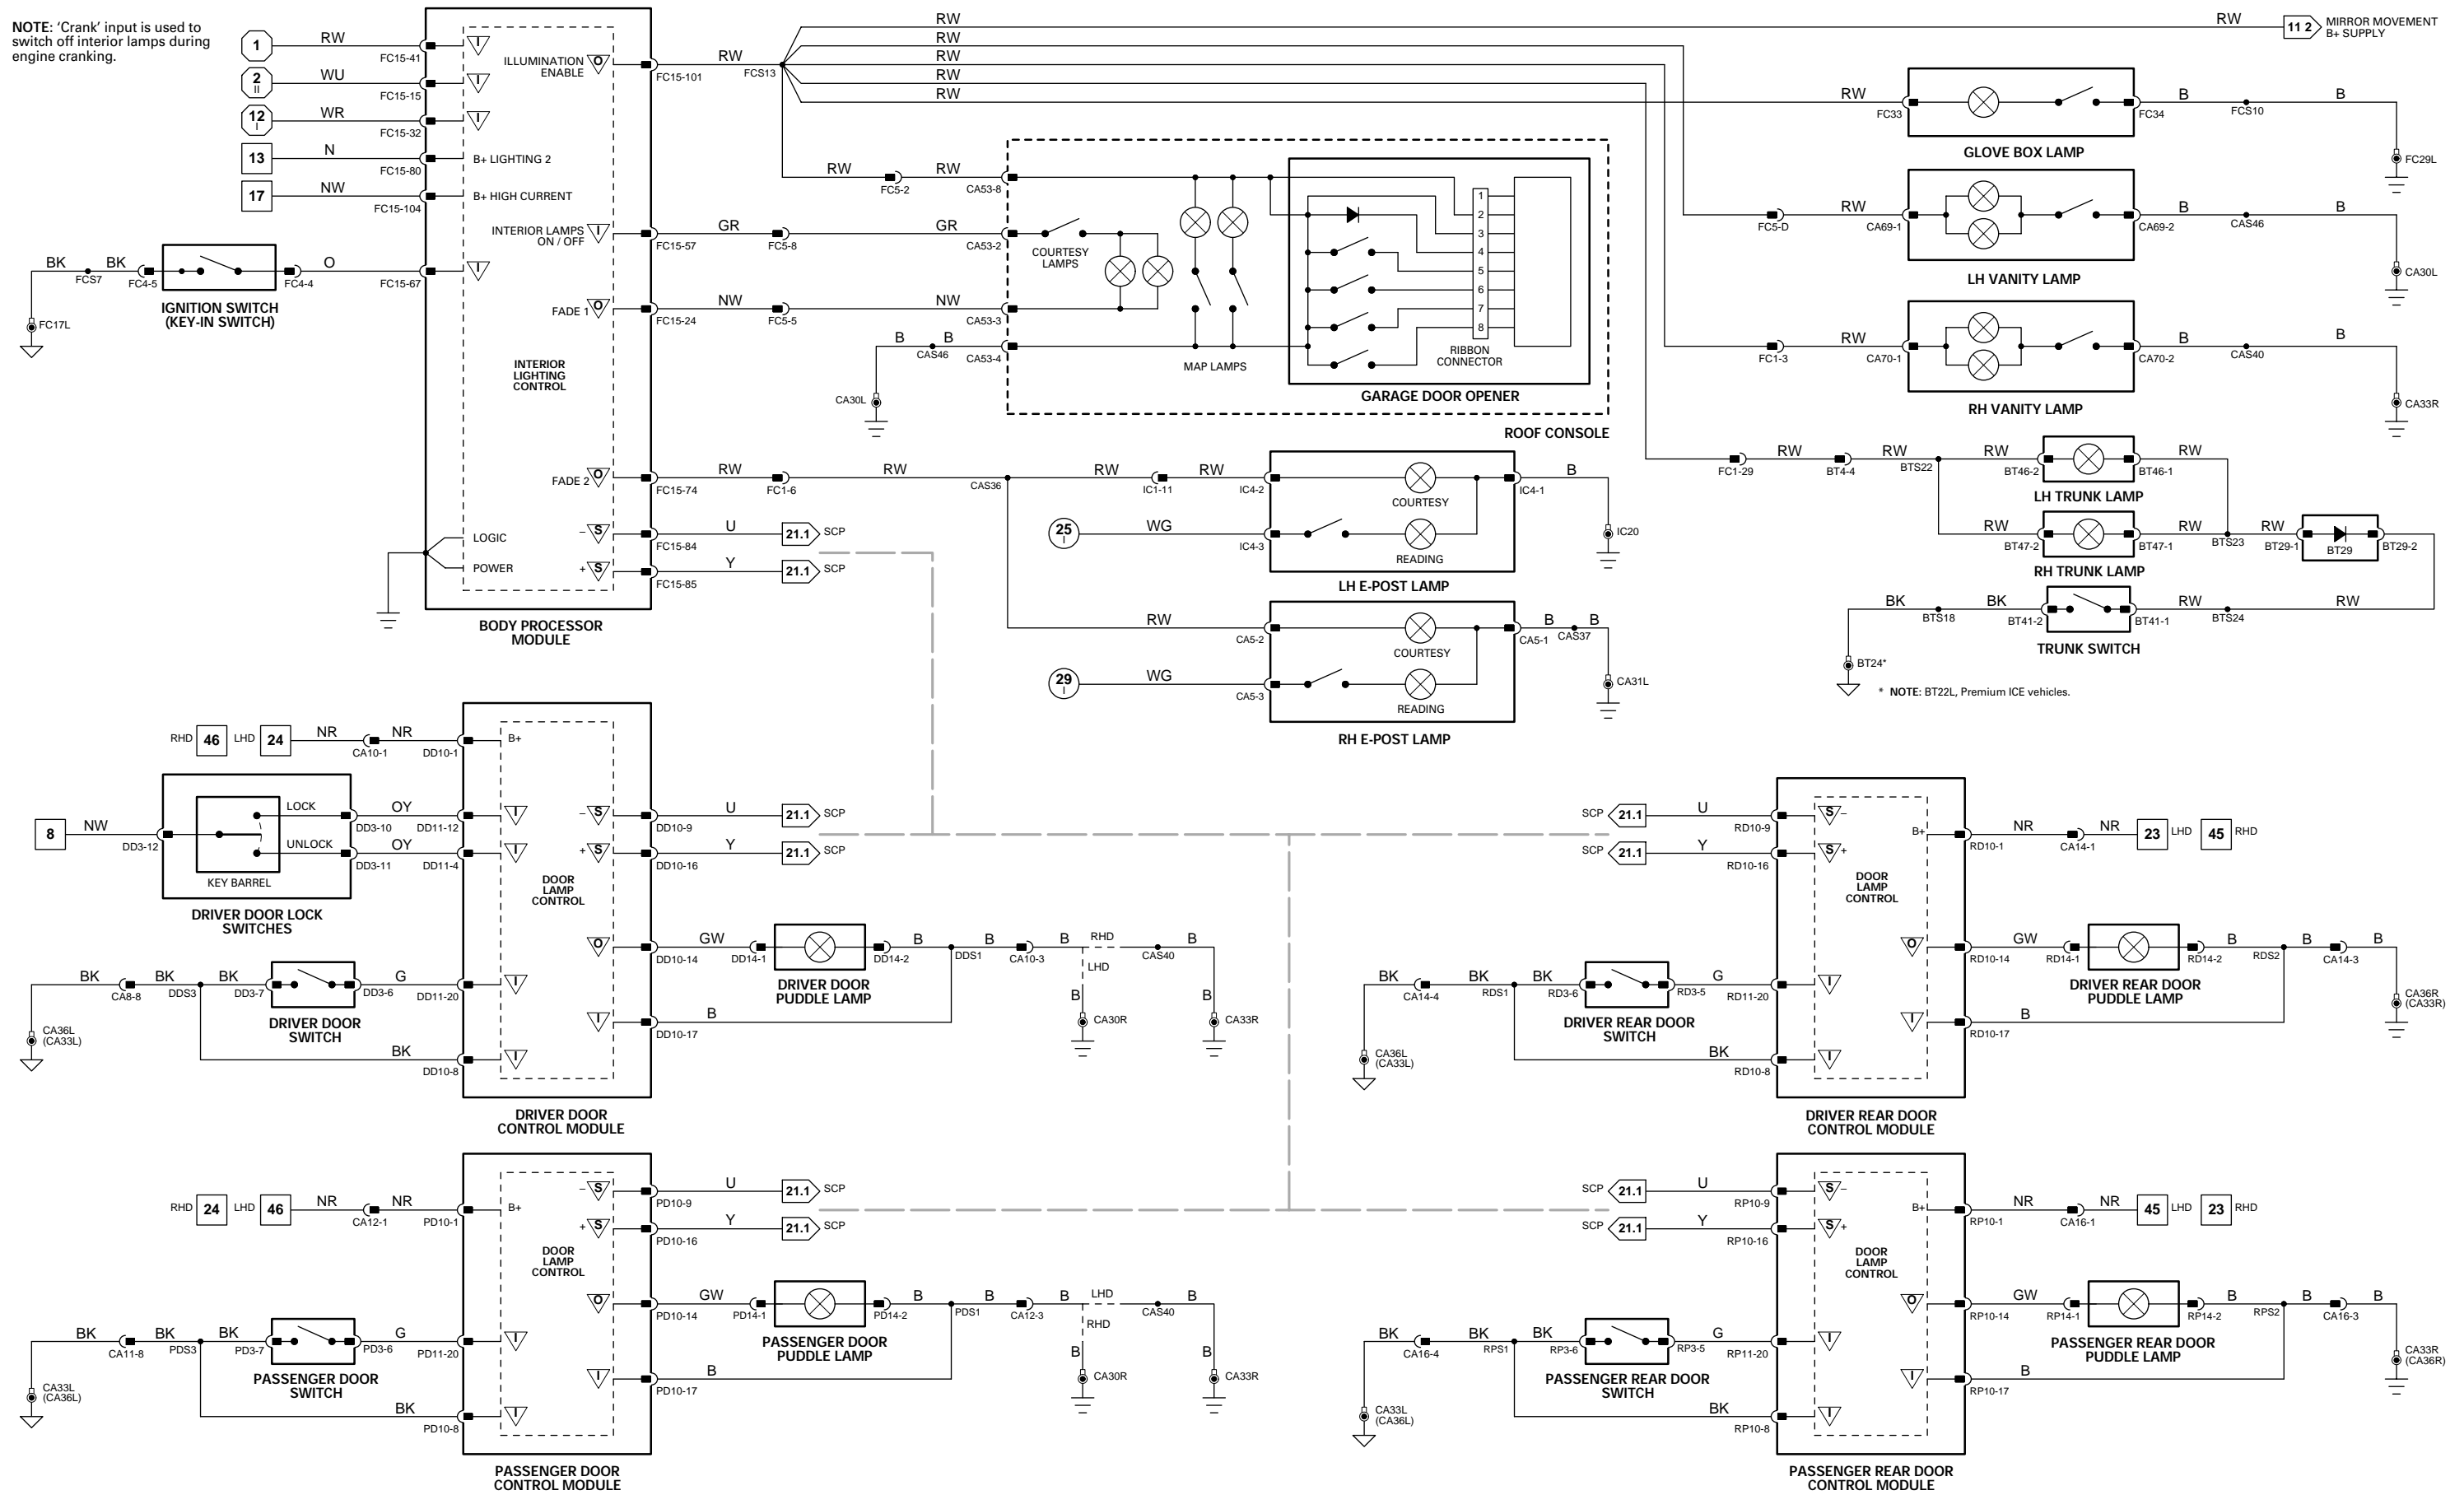 NOTE: ‘Crank’ input is used to
switch off interior lamps during
engine cranking.
1
RW
FC15-41
2
II
WU
FC15-15
12
I
WR
FC15-32
13
N
FC15-80
B+ LIGHTING 2
17
NW
FC15-104
B+ HIGH CURRENT
BK
FCS7
BK
FC4-5
FC4-4
O
FC15-67
IGNITION SWITCH
(KEY-IN SWITCH)
FC17L
I
I
I
I
ILLUMINATION
ENABLE
O
FC15-101
INTERIOR LAMPS
ON / OFF
I
FC15-57
FADE 1
O
FC15-24
INTERIOR
LIGHTING
CONTROL
FADE 2
O
FC15-74
– S
FC15-84
U
21.1
SCP
+ S
FC15-85
Y
21.1
SCP
LOGIC
POWER
BODY PROCESSOR
MODULE
RW
FCS13
RW
RW
RW
RW
RW
RW
11 2
MIRROR MOVEMENT
B+ SUPPLY
RW
FC33
FC34
B
FCS10
B
FC29L
GLOVE BOX LAMP
FC5-D
RW
CA69-1
CA69-2
B
CAS46
B
CA30L
LH VANITY LAMP
FC1-3
RW
CA70-1
CA70-2
B
CAS40
B
CA33R
RH VANITY LAMP
RW
FC5-2
RW
CA53-8
GR
FC5-8
GR
CA53-2
COURTESY
LAMPS
NW
FC5-5
NW
CA53-3
B
CAS46
B
CA53-4
CA30L
MAP LAMPS
1
2
3
4
5
6
7
8
RIBBON
CONNECTOR
GARAGE DOOR OPENER
ROOF CONSOLE
RW
FC1-6
RW
CAS36
RW
IC1-11
RW
IC4-2
COURTESY
IC4-1
B
IC20
25
I
WG
IC4-3
READING
LH E-POST LAMP
RW
CA5-2
COURTESY
CA5-1
B
CAS37
B
CA31L
29
I
WG
CA5-3
READING
RH E-POST LAMP
FC1-29
RW
BT4-4
RW
BTS22
RW
BT46-2
BT46-1
RW
LH TRUNK LAMP
RW
BT47-2
BT47-1
RW
BTS23
RW
BT29-1
BT29
BT29-2
RH TRUNK LAMP
BK
BTS18
BK
BT41-2
BT41-1
RW
BTS24
RW
TRUNK SWITCH
BT24*
* NOTE: BT22L, Premium ICE vehicles.
RHD
46
LHD
24
NR
CA10-1
NR
DD10-1
B+
8
NW
DD3-12
LOCK
UNLOCK
KEY BARREL
DD3-10
OY
DD11-12
I
DD3-11
OY
DD11-4
I
DRIVER DOOR LOCK
SWITCHES
BK
CA8-8
BK
DDS3
BK
DD3-7
DD3-6
G
DD11-20
I
DRIVER DOOR
SWITCH
CA36L
(CA33L)
BK
DD10-8
I
DOOR
LAMP
CONTROL
– S
DD10-9
U
21.1
SCP
+ S
DD10-16
Y
21.1
SCP
O
DD10-14
GW
DD14-1
DD14-2
B
DDS1
B
CA10-3
B
RHD
LHD
CAS40
B
DRIVER DOOR
PUDDLE LAMP
I
DD10-17
B
B
CA30R
B
CA33R
DRIVER DOOR
CONTROL MODULE
SCP
21.1
U
RD10-9
S –
SCP
21.1
Y
RD10-16
S +
B+
RD10-1
NR
CA14-1
NR
23
LHD
45
RHD
DOOR
LAMP
CONTROL
BK
CA14-4
BK
RDS1
BK
RD3-6
RD3-5
G
RD11-20
I
DRIVER REAR DOOR
SWITCH
CA36L
(CA33L)
BK
RD10-8
I
O
RD10-14
GW
RD14-1
RD14-2
B
RDS2
B
CA14-3
B
DRIVER REAR DOOR
PUDDLE LAMP
I
RD10-17
B
CA36R
(CA33R)
DRIVER REAR DOOR
CONTROL MODULE
RHD
24
LHD
46
NR
CA12-1
NR
PD10-1
B+
DOOR
LAMP
CONTROL
– S
PD10-9
U
21.1
SCP
+ S
PD10-16
Y
21.1
SCP
BK
CA11-8
BK
PDS3
BK
PD3-7
PD3-6
G
PD11-20
I
PASSENGER DOOR
SWITCH
CA33L
(CA36L)
BK
PD10-8
I
O
PD10-14
GW
PD14-1
PD14-2
B
PDS1
B
CA12-3
B
LHD
RHD
CAS40
B
PASSENGER DOOR
PUDDLE LAMP
I
PD10-17
B
B
CA30R
B
CA33R
PASSENGER DOOR
CONTROL MODULE
SCP
21.1
U
RP10-9
S –
SCP
21.1
Y
RP10-16
S +
B+
RP10-1
NR
CA16-1
NR
45
LHD
23
RHD
DOOR
LAMP
CONTROL
BK
CA16-4
BK
RPS1
BK
RP3-6
RP3-5
G
RP11-20
I
PASSENGER REAR DOOR
SWITCH
CA33L
(CA36L)
BK
RP10-8
I
O
RP10-14
GW
RP14-1
RP14-2
B
RPS2
B
CA16-3
B
PASSENGER REAR DOOR
PUDDLE LAMP
I
RP10-17
B
CA33R
(CA36R)
PASSENGER REAR DOOR
CONTROL MODULE